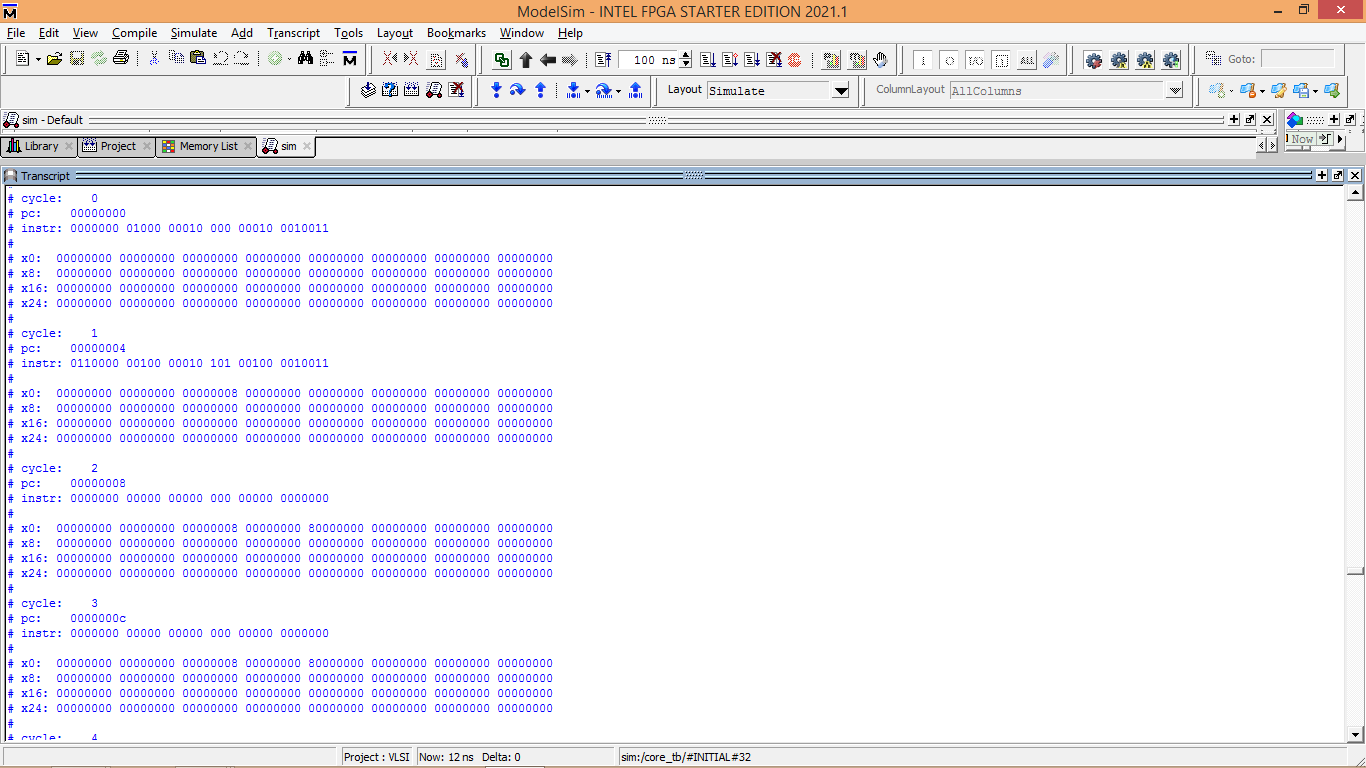 ModelSim - INTEL FPGA STARTER EDITION 2021.1
File Edit View Compile Simulate Add Transcript Tools Layout Bookmarks Window Help
100 ns ALL Goto:
Layout Simulate ColumnLayout AllColumns
sim - Default
Library Project Memory List sim Now
Transcript
# cycle: 0
# pc: 00000000
# instr: 0000000 01000 00010 000 00010 0010011
#
# x0: 00000000 00000000 00000000 00000000 00000000 00000000 00000000 00000000
# x8: 00000000 00000000 00000000 00000000 00000000 00000000 00000000 00000000
# x16: 00000000 00000000 00000000 00000000 00000000 00000000 00000000 00000000
# x24: 00000000 00000000 00000000 00000000 00000000 00000000 00000000 00000000
#
# cycle: 1
# pc: 00000004
# instr: 0110000 00100 00010 101 00100 0010011
#
# x0: 00000000 00000000 00000008 00000000 00000000 00000000 00000000 00000000
# x8: 00000000 00000000 00000000 00000000 00000000 00000000 00000000 00000000
# x16: 00000000 00000000 00000000 00000000 00000000 00000000 00000000 00000000
# x24: 00000000 00000000 00000000 00000000 00000000 00000000 00000000 00000000
#
# cycle: 2
# pc: 00000008
# instr: 0000000 00000 00000 000 00000 0000000
#
# x0: 00000000 00000000 00000008 00000000 80000000 00000000 00000000 00000000
# x8: 00000000 00000000 00000000 00000000 00000000 00000000 00000000 00000000
# x16: 00000000 00000000 00000000 00000000 00000000 00000000 00000000 00000000
# x24: 00000000 00000000 00000000 00000000 00000000 00000000 00000000 00000000
#
# cycle: 3
# pc: 0000000c
# instr: 0000000 00000 00000 000 00000 0000000
#
# x0: 00000000 00000000 00000008 00000000 80000000 00000000 00000000 00000000
# x8: 00000000 00000000 00000000 00000000 00000000 00000000 00000000 00000000
# x16: 00000000 00000000 00000000 00000000 00000000 00000000 00000000 00000000
# x24: 00000000 00000000 00000000 00000000 00000000 00000000 00000000 00000000
#
# cycle: 4
Project : VLSI Now: 12 ns Delta: 0 sim:/core_tb/#INITIAL#32